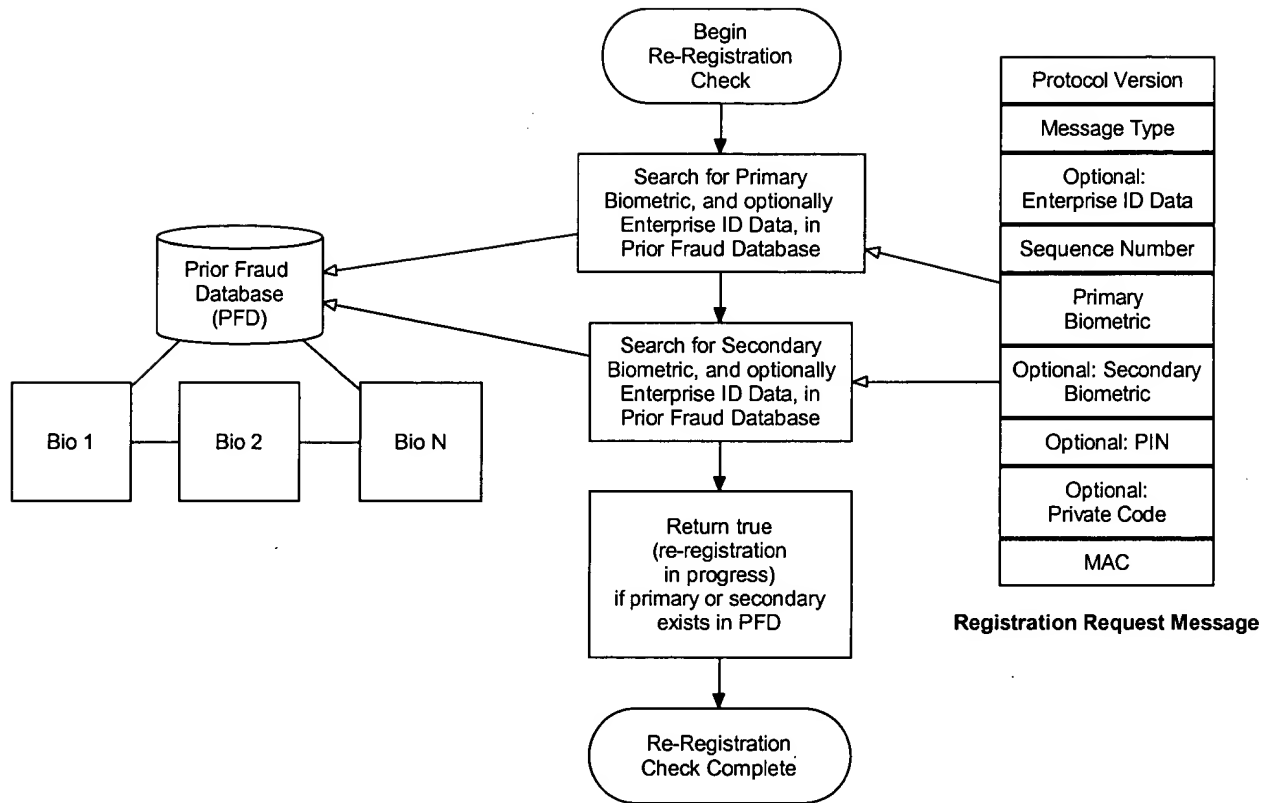 Begin
Re-Registration
Check
Search for Primary
Biometric, and optionally
Enterprise ID Data, in
Prior Fraud Database
Search for Secondary
Biometric, and optionally
Enterprise ID Data, in
Prior Fraud Database
Return true
(re-registration
in progress)
if primary or secondary
exists in PFD
Re-Registration
Check Complete
Prior Fraud
Database
(PFD)
Bio 1
Bio 2
Bio N
Protocol Version
Message Type
Optional:
Enterprise ID Data
Sequence Number
Primary
Biometric
Optional: Secondary
Biometric
Optional: PIN
Optional:
Private Code
MAC
Registration Request Message